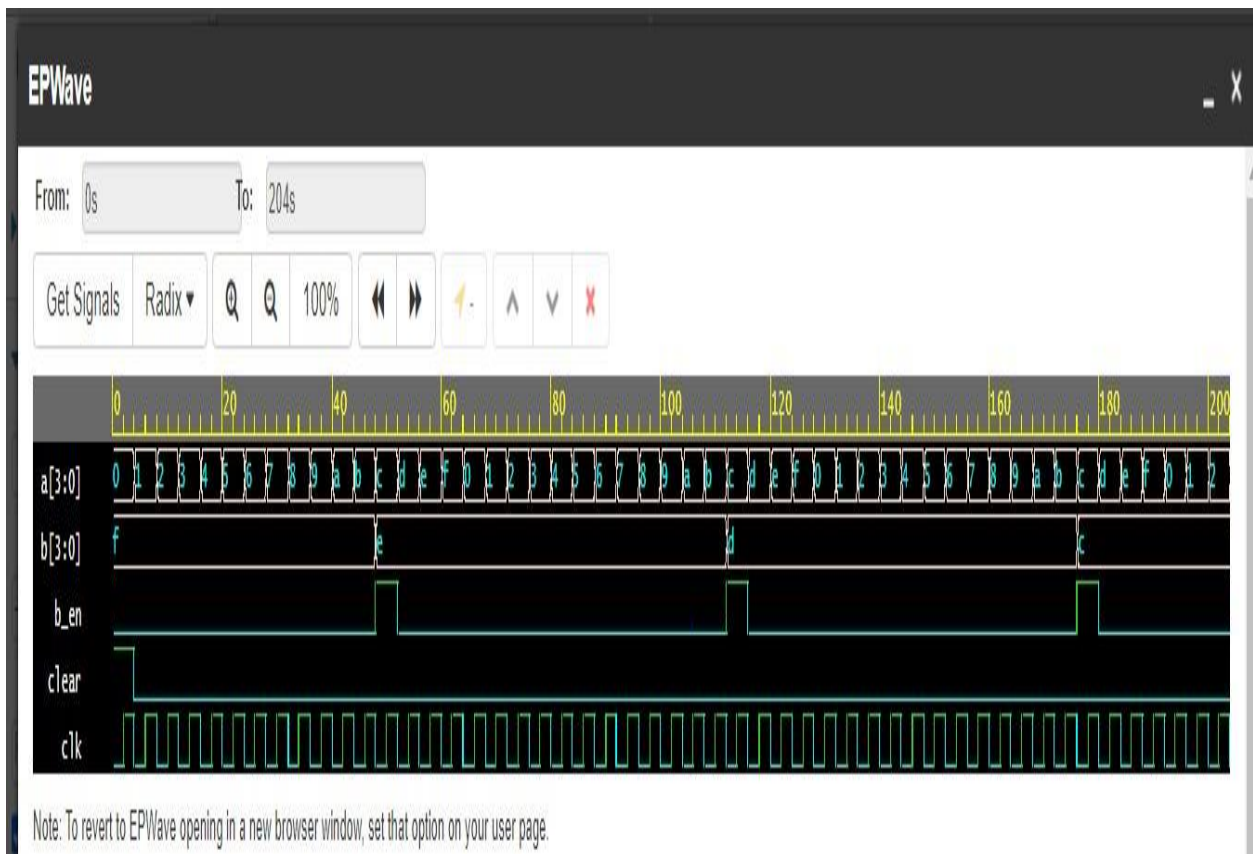 EPWave
From: 0s To: 204s
Get Signals Radix 100%
0 20 40 60 80 100 120 140 160 180 200
a[3:0] 0 1 2 3 4 5 6 7 8 9 a b c d e f 0 1 2 3 4 5 6 7 8 9 a b c d e f 0 1 2 3 4 5 6 7 8 9 a b c d e f 0 1 2
b[3:0] f e d c
b_en
clear
clk
Note: To revert to EPWave opening in a new browser window, set that option on your user page.